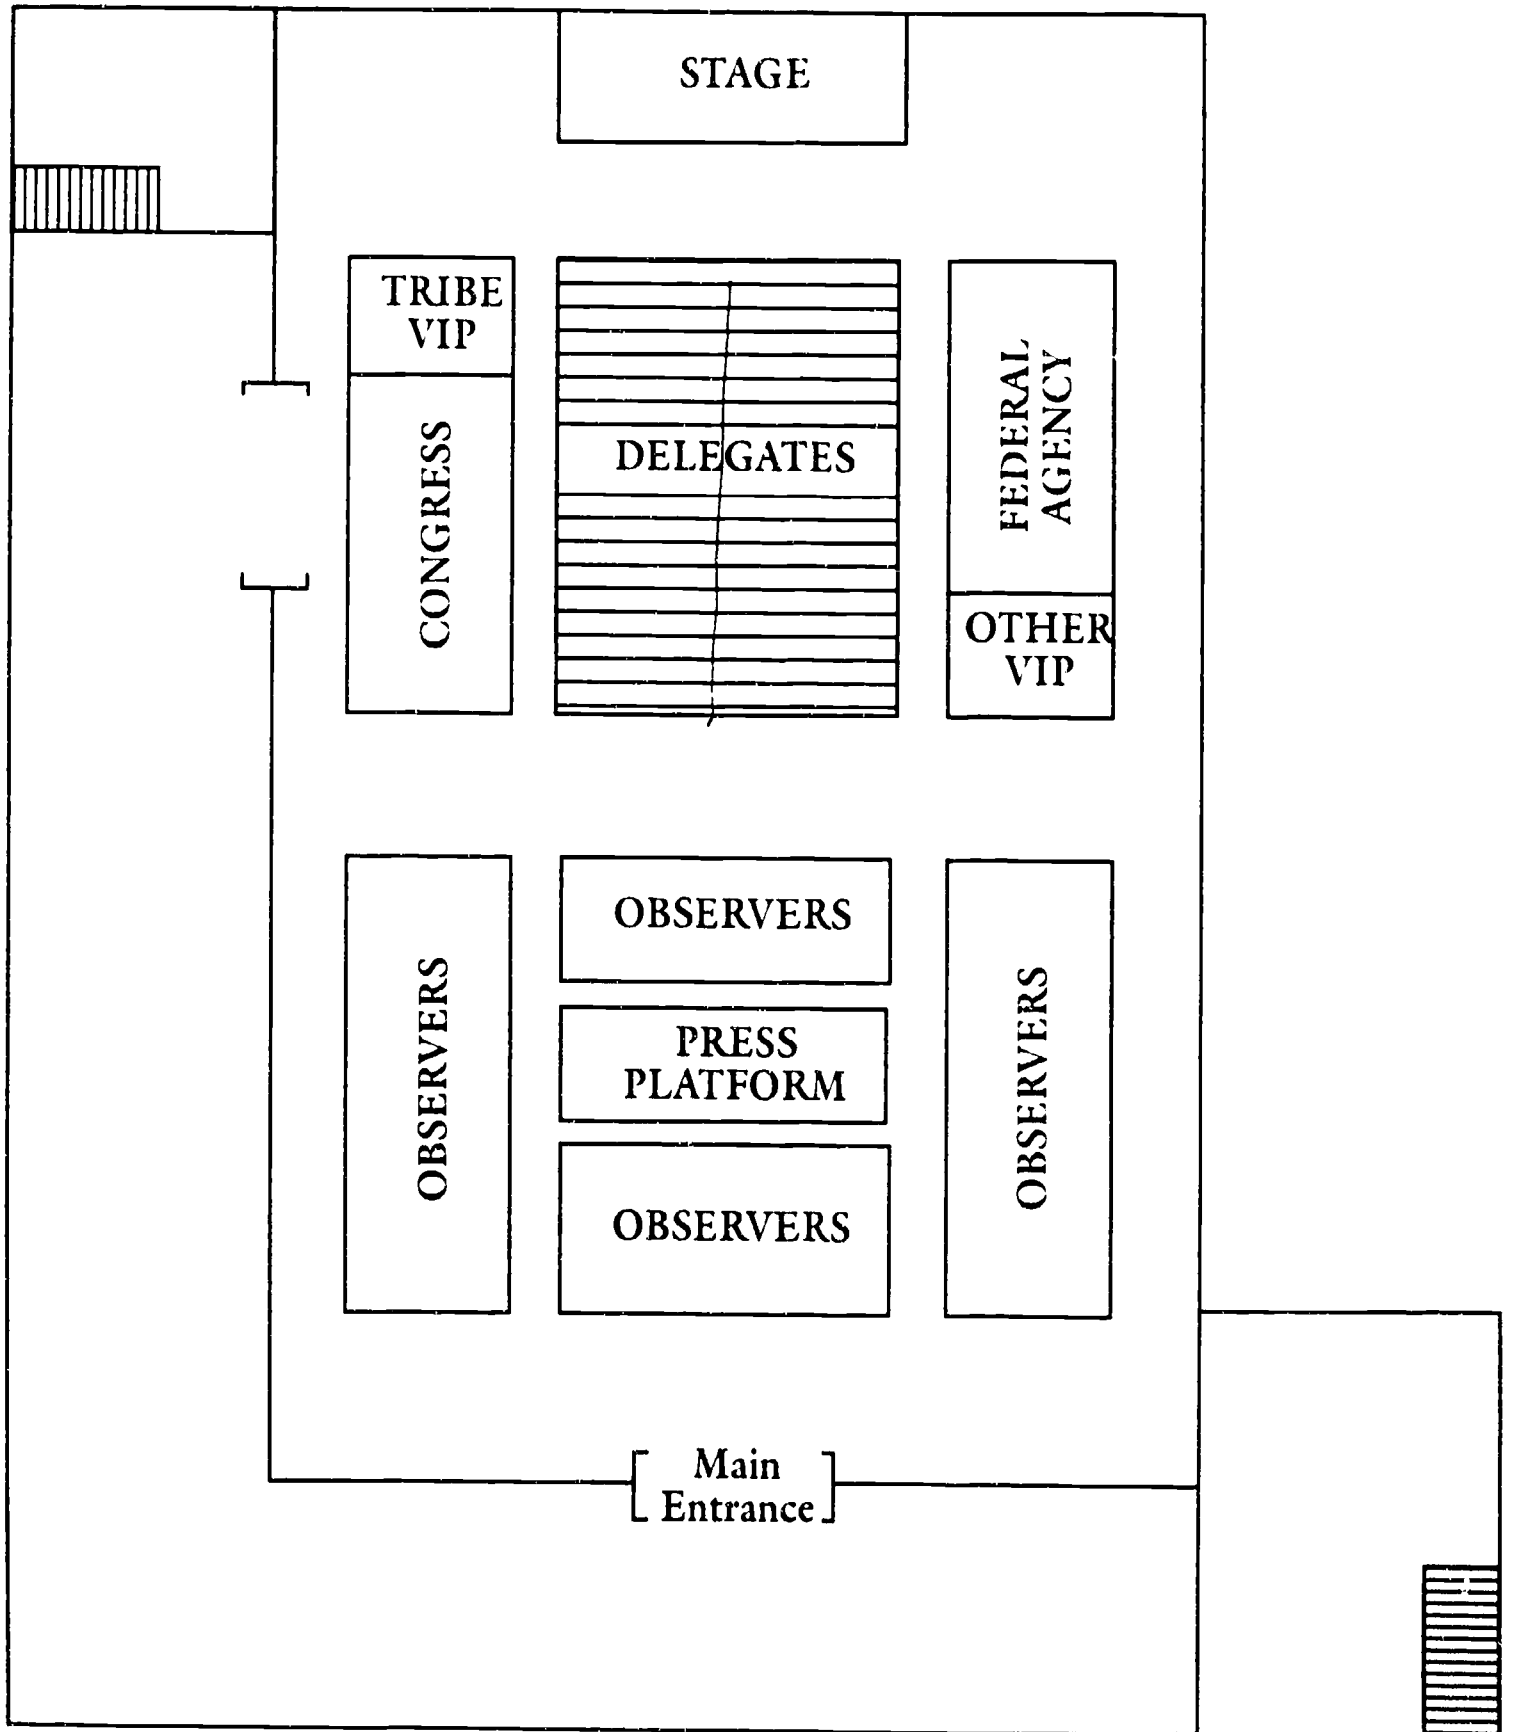 STAGE
TRIBE
VIP
CONGRESS
DELEGATES
FEDERAL
AGENCY
OTHER
VIP
OBSERVERS
OBSERVERS
PRESS
PLATFORM
OBSERVERS
OBSERVERS
Main
Entrance